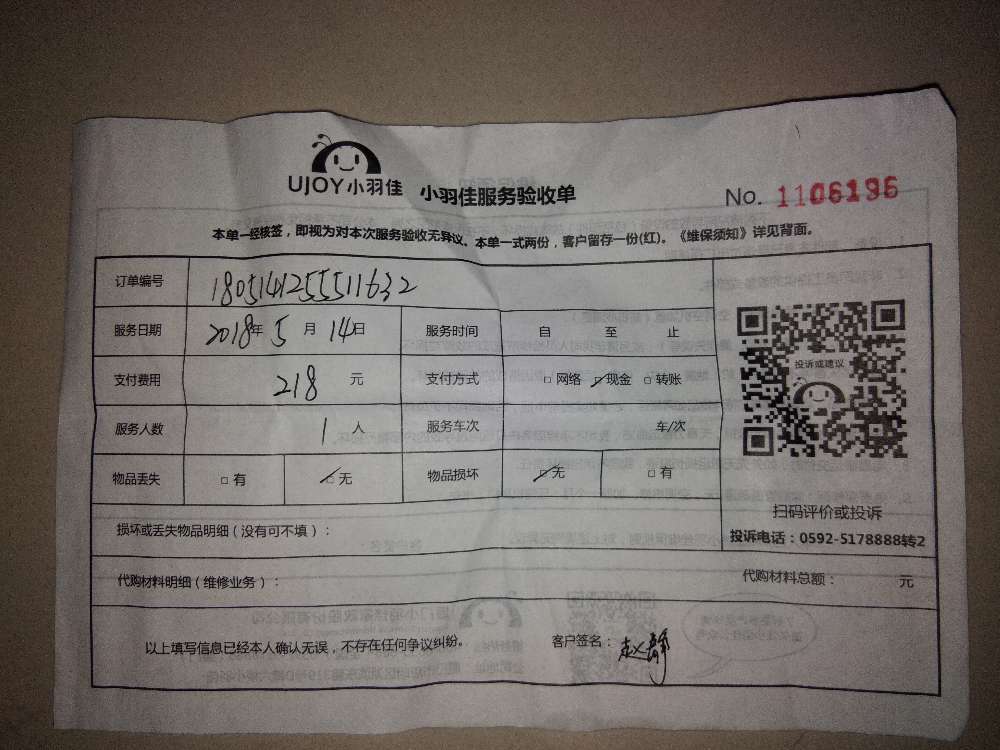 UJOY小羽佳
小羽佳服务验收单
No. 1106196
本单一经核签，即视为对本次服务验收无异议、本单一式两份，客户留存一份(红)。《维保须知》详见背面。
订单编号 180514125551 1632
服务日期 2018年 5 月 14日 服务时间 自 至 止
支付费用 218 元 支付方式 □ 网络 □ 现金 □ 转账
服务人数 1 人 服务车次 车/次
物品丢失 □ 有 □ 无 物品损坏 □ 无 □ 有
投诉或建议
扫码评价或投诉
投诉电话：0592-5178888转2
损坏或丢失物品明细（没有可不填）：
代购材料明细（维修业务）： 代购材料总额： 元
以上填写信息已经本人确认无误，不存在任何争议纠纷。 客户签名：赵静